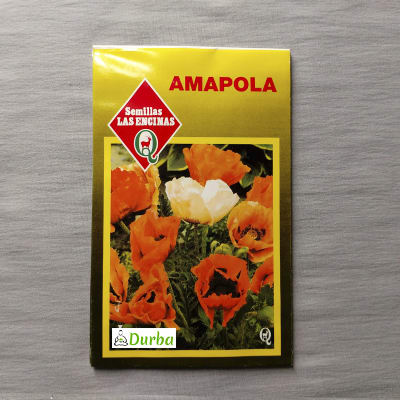 AMAPOLA
Semillas
LAS ENCINAS
Durba